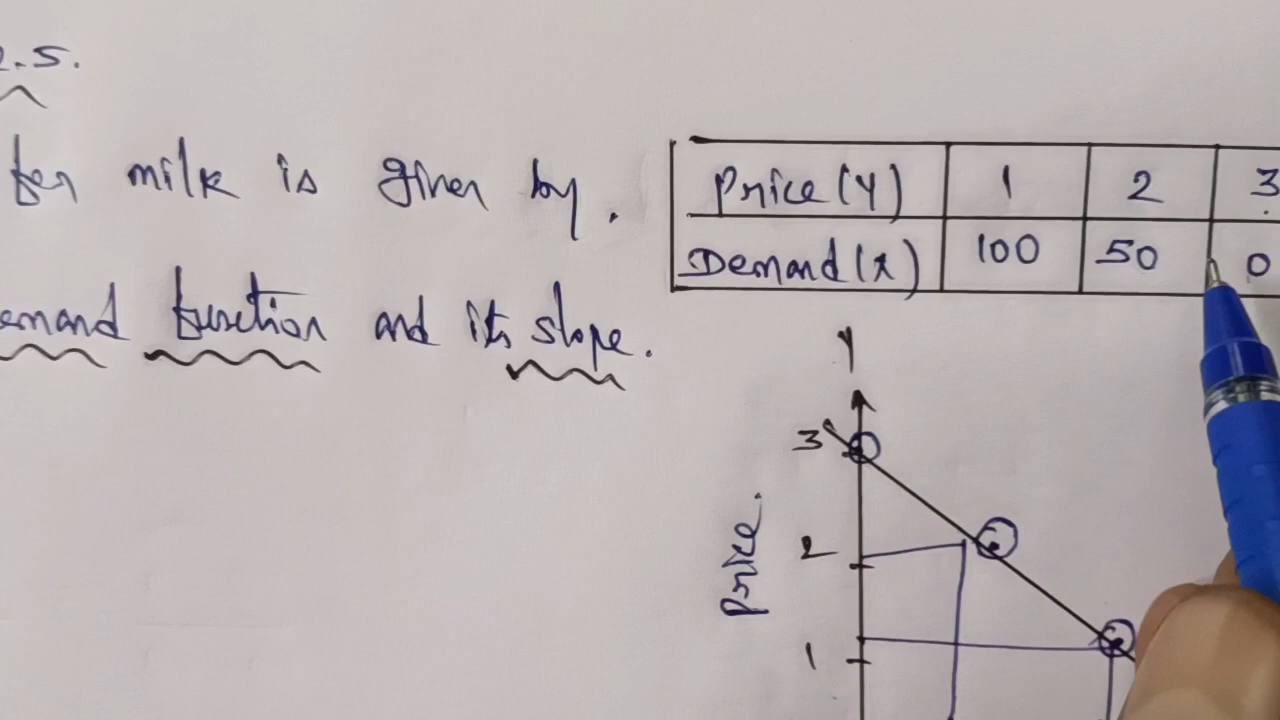 2.5.
for milk is given by.
Price (Y) 1 2 3
Demand (x) 100 50 0
emand function and its slope.
Y
3
2
1
Price.